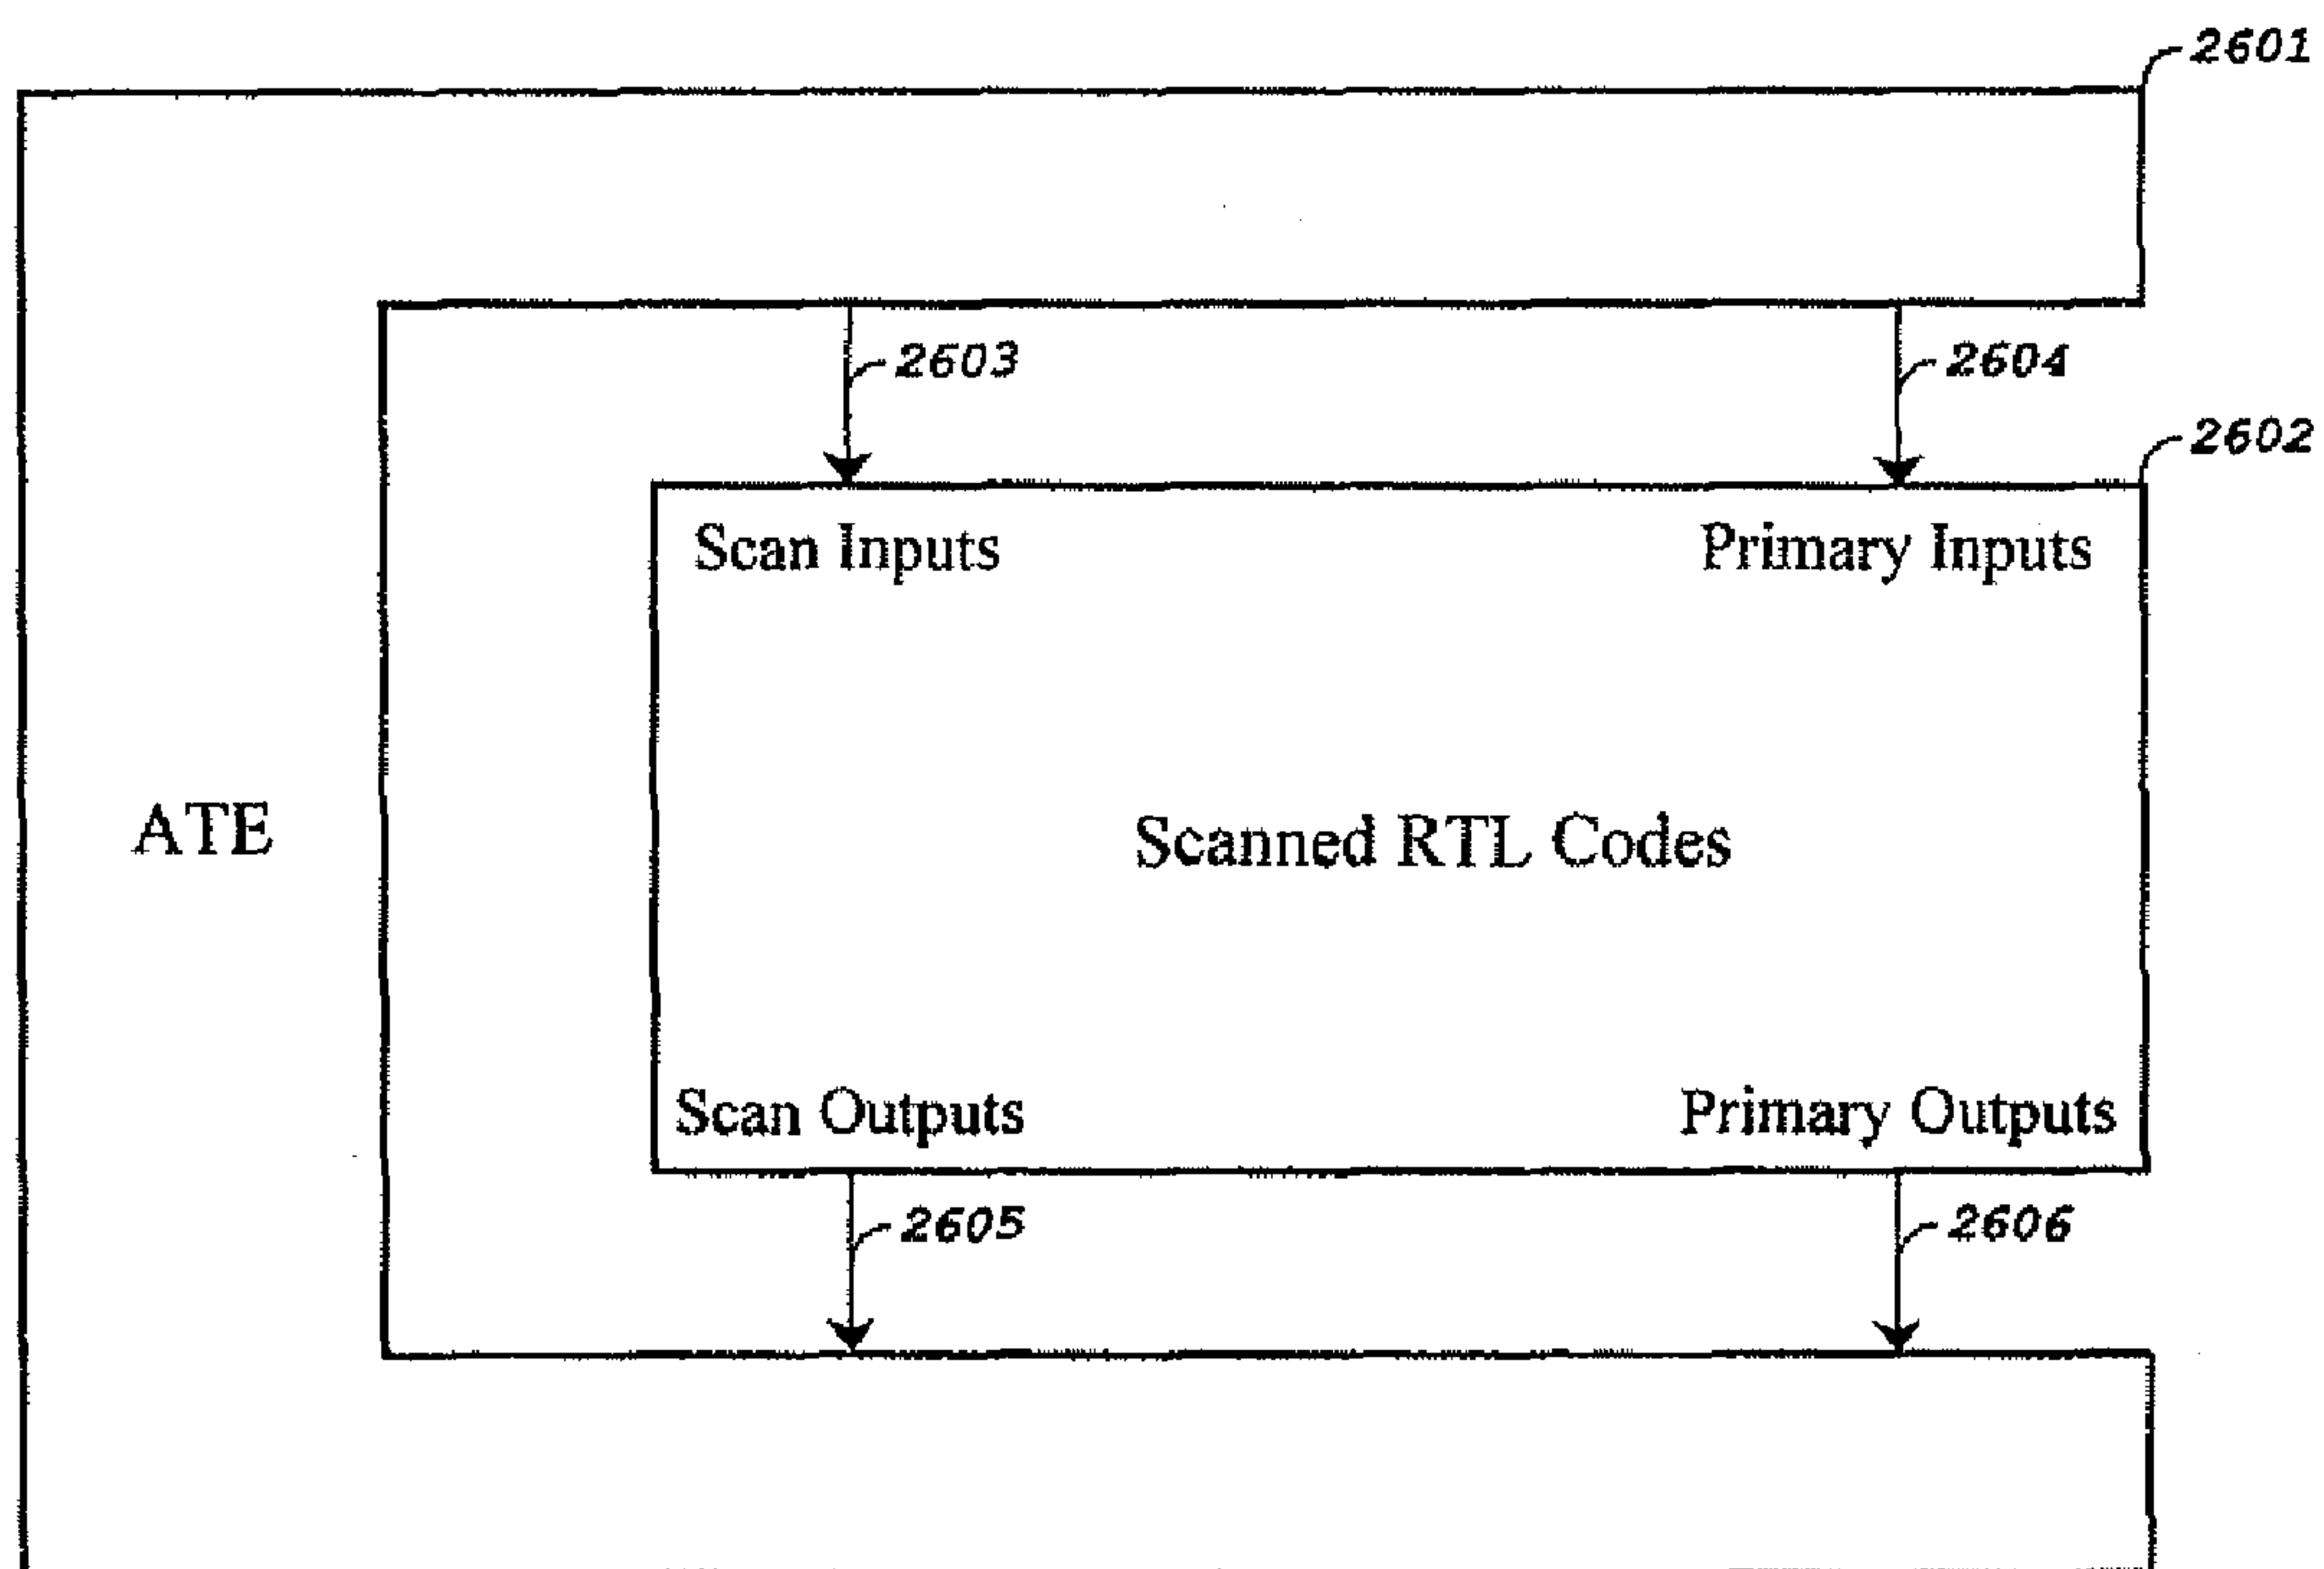 2601
2603
2604
2602
Scan Inputs
Primary Inputs
ATE
Scanned RTL Codes
Scan Outputs
Primary Outputs
2605
2606